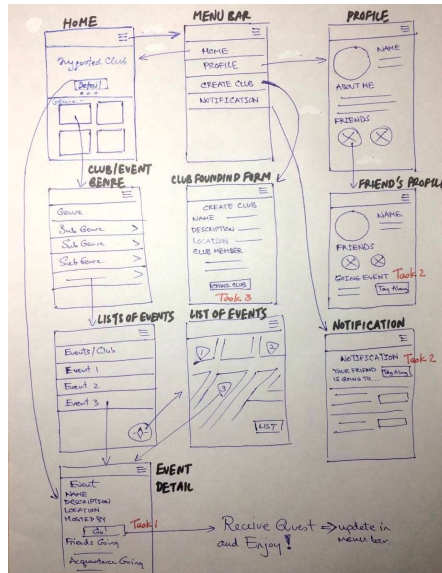 HOME
MENU BAR
PROFILE
Supported Club
Detail
Genre
HOME
PROFILE
CREATE CLUB
NOTIFICATION
NAME
ABOUT ME
FRIENDS
CLUB/EVENT
GENRE
Genre
Sub Genre >
Sub Genre >
Sub Genre >
>
CLUB FOUNDIND FORM
CREATE CLUB
NAME
DESCRIPTION
LOCATION
CLUB MEMBER
Task 3
FRIEND'S PROFILE
NAME
FRIENDS
GOING EVENT
Task 2
Tag Along
LISTS OF EVENTS
Events/Club
Event 1
Event 2
Event 3
LIST OF EVENTS
1
2
3
LIST
NOTIFICATION
NOTIFICATION
Task 2
YOUR FRIEND
IS GOING TO...
Tag Along
EVENT
DETAIL
Event
NAME
DESCRIPTION
LOCATION
HOSTED BY
Go!
Task 1
Friends Going
Acquaintance Going
Receive Quest ⇒ update in
and Enjoy! menu bar